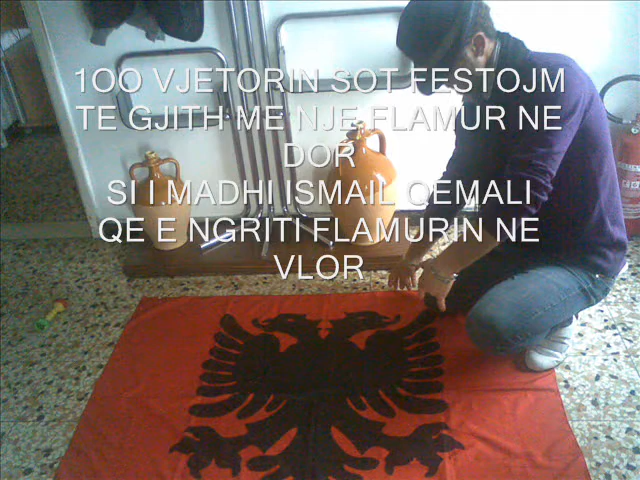 1OO VJETORIN SOT FESTOJM
TE GJITH ME NJE FLAMUR NE
DOR
SI I MADHI ISMAIL QEMALI
QE E NGRITI FLAMURIN NE
VLOR